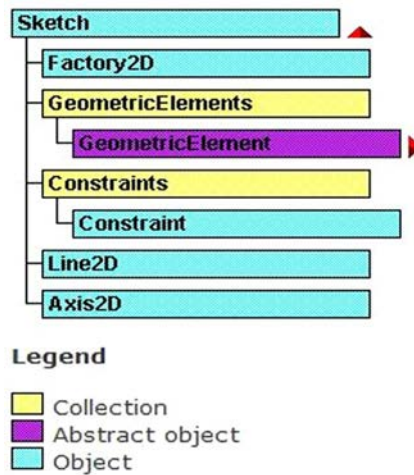 Sketch
Factory2D
GeometricElements
GeometricElement
Constraints
Constraint
Line2D
Axis2D
Legend
Collection
Abstract object
Object